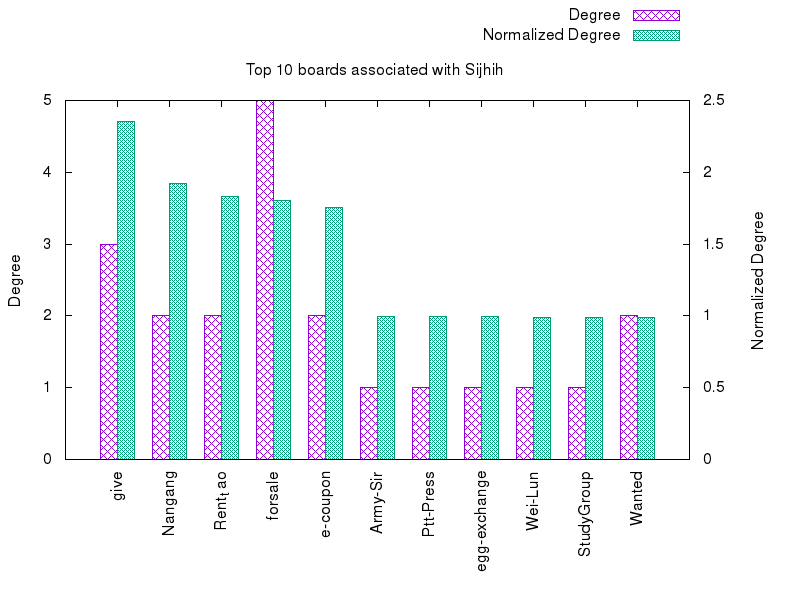 Degree
Normalized Degree
Top 10 boards associated with Sijhih
5
4
3
2
1
0
2.5
2
1.5
1
0.5
0
Degree
Normalized Degree
give
Nangang
Rentt ao
forsale
e-coupon
Army-Sir
Ptt-Press
egg-exchange
Wei-Lun
StudyGroup
Wanted